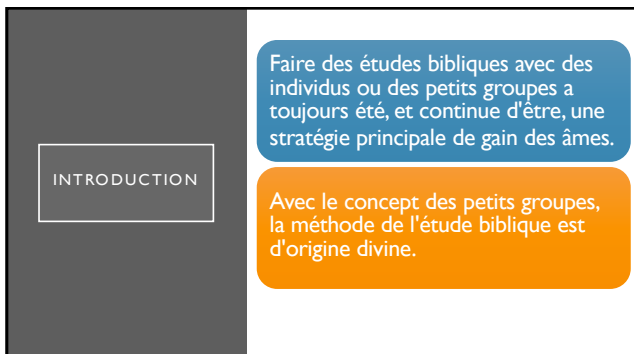 INTRODUCTION
Faire des études bibliques avec des
individus ou des petits groupes a
toujours été, et continue d'être, une
stratégie principale de gain des âmes.
Avec le concept des petits groupes,
la méthode de l'étude biblique est
d'origine divine.